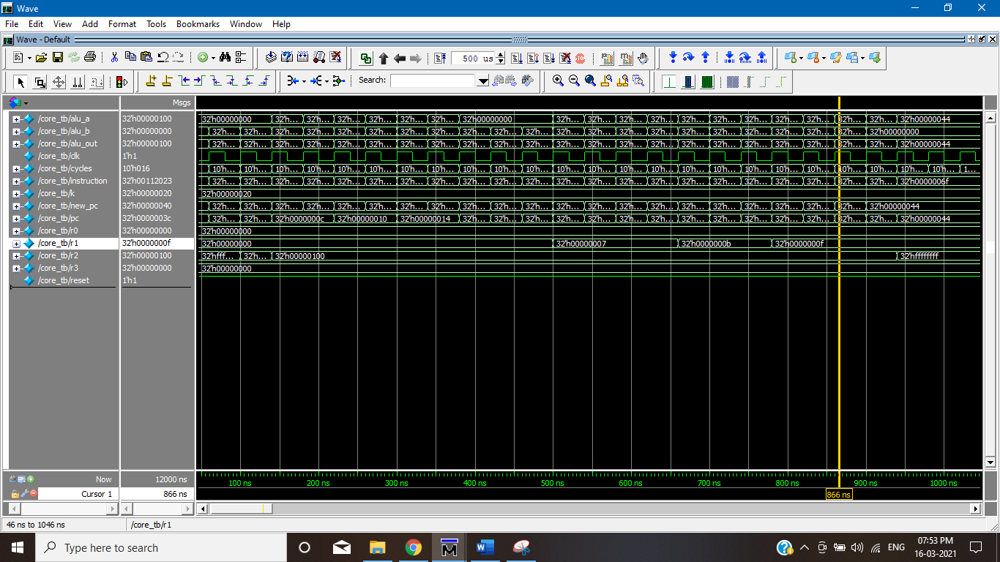 Wave
File Edit View Add Format Tools Bookmarks Window Help
Wave - Default
500 us
Search:
Msgs
/core_tb/alu_a 32'h00000100 32'h00000000 32'h... 32'h... 32'h... 32'h... 32'h... 32'h... 32'h00000000 32'h... 32'h... 32'h... 32'h... 32'h... 32'h... 32'h... 32'h... 32'h... 32'h... 32'h... 32'h00000044
/core_tb/alu_b 32'h00000000 32'h... 32'h... 32'h... 32'h... 32'h... 32'h... 32'h... 32'h... 32'h... 32'h... 32'h... 32'h... 32'h... 32'h... 32'h... 32'h... 32'h... 32'h... 32'h... 32'h... 32'h... 32'h00000000
/core_tb/alu_out 32'h00000100 32'h... 32'h... 32'h... 32'h... 32'h... 32'h... 32'h... 32'h... 32'h... 32'h... 32'h... 32'h... 32'h... 32'h... 32'h... 32'h... 32'h... 32'h... 32'h... 32'h... 32'h... 32'h... 32'h00000044
/core_tb/clk 1'h1
/core_tb/cycles 10'h016 10'h... 10'h... 10'h... 10'h... 10'h... 10'h... 10'h... 10'h... 10'h... 10'h... 10'h... 10'h... 10'h... 10'h... 10'h... 10'h... 10'h... 10'h... 10'h... 10'h... 10'h... 10'h... 10'h... 10'h... 1...
/core_tb/instruction 32'h00112023 32'h... 32'h... 32'h... 32'h... 32'h... 32'h... 32'h... 32'h... 32'h... 32'h... 32'h... 32'h... 32'h... 32'h... 32'h... 32'h... 32'h... 32'h... 32'h... 32'h... 32'h... 32'h... 32'h0000006f
/core_tb/k 32'h00000020 32'h00000020
/core_tb/new_pc 32'h00000040 32'h... 32'h... 32'h... 32'h... 32'h... 32'h... 32'h... 32'h... 32'h... 32'h... 32'h... 32'h... 32'h... 32'h... 32'h... 32'h... 32'h... 32'h... 32'h... 32'h... 32'h... 32'h00000044
/core_tb/pc 32'h0000003c 32'h... 32'h... 32'h0000000c 32'h00000010 32'h00000014 32'h... 32'h... 32'h... 32'h... 32'h... 32'h... 32'h... 32'h... 32'h... 32'h... 32'h... 32'h... 32'h... 32'h... 32'h00000044
/core_tb/r0 32'h00000000 32'h00000000
/core_tb/r1 32'h0000000f 32'h00000000 32'h00000007 32'h0000000b 32'h0000000f
/core_tb/r2 32'h00000100 32'hfff... 32'h... 32'h00000100 32'hffffffff
/core_tb/r3 32'h00000000 32'h00000000
/core_tb/reset 1'h1
Now 12000 ns 100 ns 200 ns 300 ns 400 ns 500 ns 600 ns 700 ns 800 ns 900 ns 1000 ns
Cursor 1 866 ns 866 ns
46 ns to 1046 ns /core_tb/r1
Type here to search
ENG
07:53 PM
16-03-2021